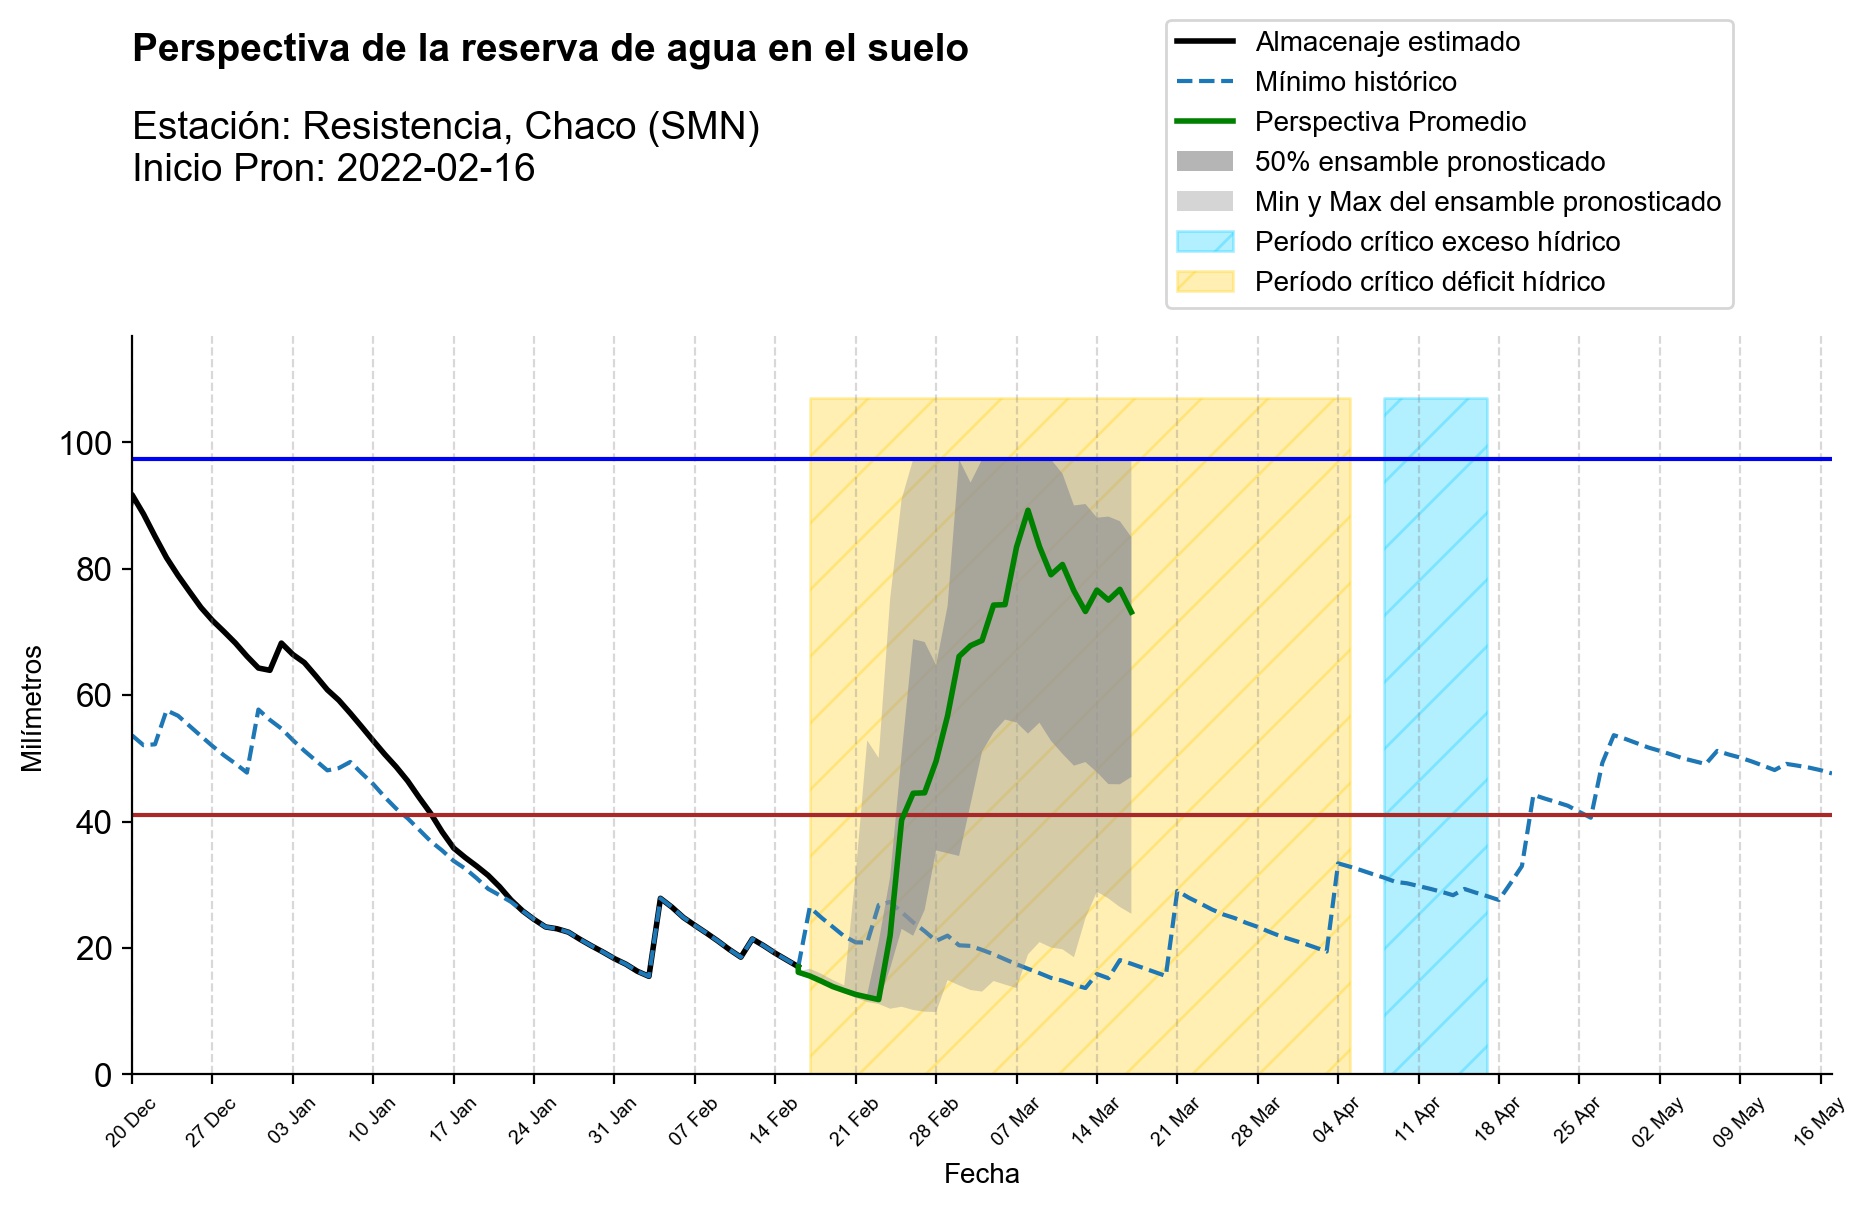 Perspectiva de la reserva de agua en el suelo
Estación: Resistencia, Chaco (SMN)
Inicio Pron: 2022-02-16
Almacenaje estimado
Mínimo histórico
Perspectiva Promedio
50% ensamble pronosticado
Min y Max del ensamble pronosticado
Período crítico exceso hídrico
Período crítico déficit hídrico
100
80
60
40
20
0
Milímetros
20 Dec
27 Dec
03 Jan
10 Jan
17 Jan
24 Jan
31 Jan
07 Feb
14 Feb
21 Feb
28 Feb
07 Mar
14 Mar
21 Mar
28 Mar
04 Apr
11 Apr
18 Apr
25 Apr
02 May
09 May
16 May
Fecha